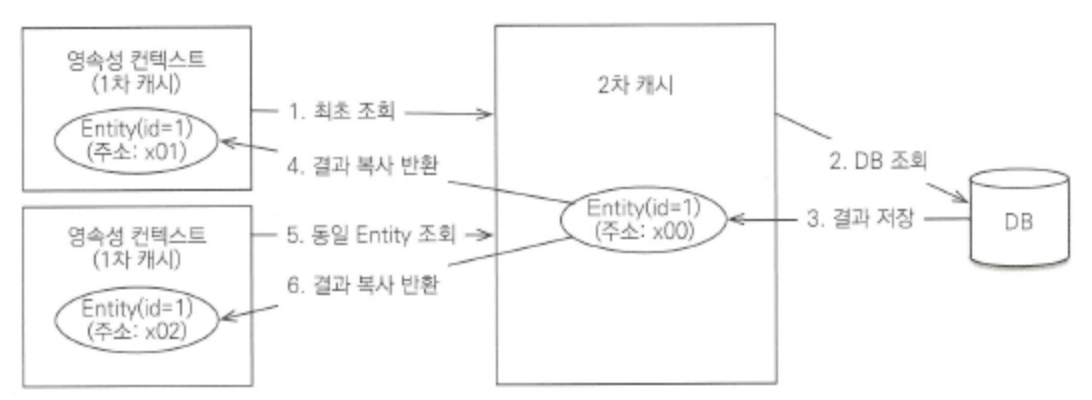 영속성 컨텍스트
(1차 캐시)
Entity(id=1)
(주소: x01)
1. 최초 조회
4. 결과 복사 반환
영속성 컨텍스트
(1차 캐시)
Entity(id=1)
(주소: x02)
5. 동일 Entity 조회
6. 결과 복사 반환
2차 캐시
Entity(id=1)
(주소: x00)
2. DB 조회
3. 결과 저장
DB